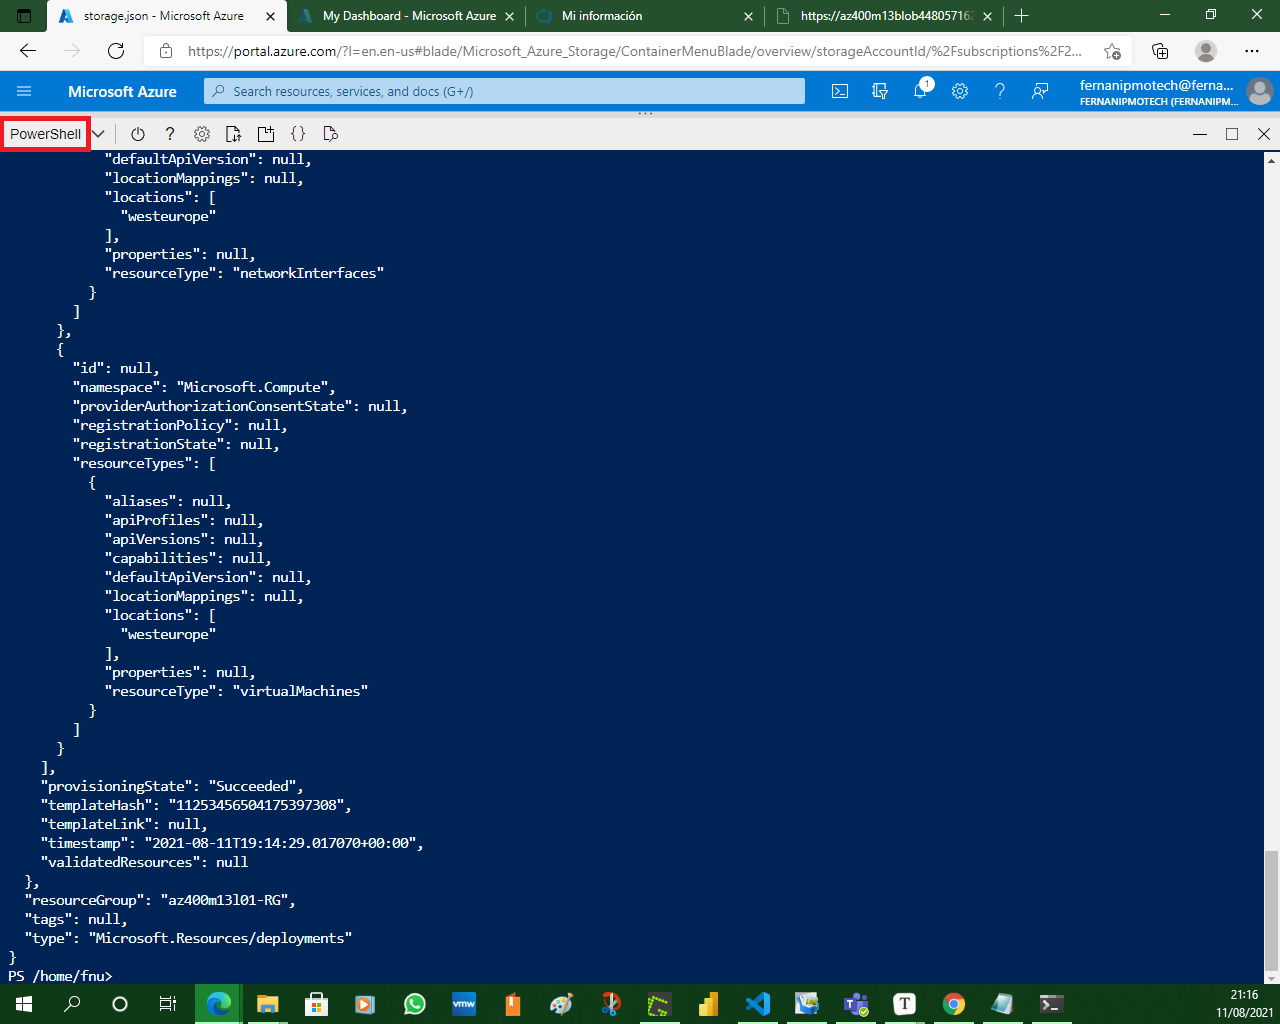 storage.json - Microsoft Azure
My Dashboard - Microsoft Azure
Mi información
https://az400m13blob44805716
https://portal.azure.com/?l=en.en-us#blade/Microsoft_Azure_Storage/ContainerMenuBlade/overview/storageAccountId/%2Fsubscriptions%2F2...
Microsoft Azure
Search resources, services, and docs (G+/)
1
fernanipmotech@ferna...
FERNANIPMOTECH (FERNANIPM...
PowerShell
"defaultApiVersion": null,
"locationMappings": null,
"locations": [
"westeurope"
],
"properties": null,
"resourceType": "networkInterfaces"
}
]
},
{
"id": null,
"namespace": "Microsoft.Compute",
"providerAuthorizationConsentState": null,
"registrationPolicy": null,
"registrationState": null,
"resourceTypes": [
{
"aliases": null,
"apiProfiles": null,
"apiVersions": null,
"capabilities": null,
"defaultApiVersion": null,
"locationMappings": null,
"locations": [
"westeurope"
],
"properties": null,
"resourceType": "virtualMachines"
}
]
}
],
"provisioningState": "Succeeded",
"templateHash": "11253456504175397308",
"templateLink": null,
"timestamp": "2021-08-11T19:14:29.017070+00:00",
"validatedResources": null
},
"resourceGroup": "az400m13l01-RG",
"tags": null,
"type": "Microsoft.Resources/deployments"
}
PS /home/fnu>
vmw
T
21:16
11/08/2021